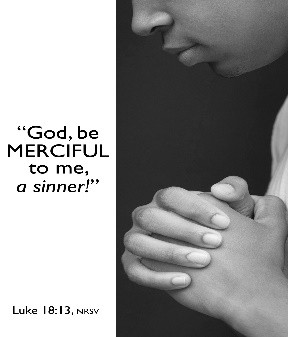 “God, be
MERCIFUL
to me,
a sinner!”
Luke 18:13, NRSV